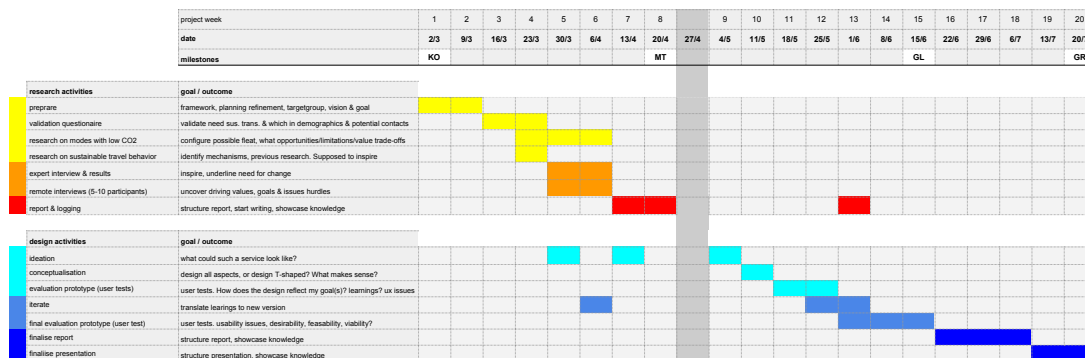 project week 1 2 3 4 5 6 7 8 9 10 11 12 13 14 15 16 17 18 19 20
date 2/3 9/3 16/3 23/3 30/3 6/4 13/4 20/4 27/4 4/5 11/5 18/5 25/5 1/6 8/6 15/6 22/6 29/6 6/7 13/7 20/7
milestones KO MT GL GR
research activities goal / outcome
preprare framework, planning refinement, targetgroup, vision & goal
validation questionaire validate need sus. trans. & which in demographics & potential contacts
research on modes with low CO2 configure possible fleat, what opportunities/limitations/value trade-offs
research on sustainable travel behavior identify mechanisms, previous research. Supposed to inspire
expert interview & results inspire, underline need for change
remote interviews (5-10 participants) uncover driving values, goals & issues hurdles
report & logging structure report, start writing, showcase knowledge
design activities goal / outcome
ideation what could such a service look like?
conceptualisation design all aspects, or design T-shaped? What makes sense?
evaluation prototype (user tests) user tests. How does the design reflect my goal(s)? learnings? ux issues
iterate translate learings to new version
final evaluation prototype (user test) user tests. usability issues, desirability, feasability, viability?
finalise report structure report, showcase knowledge
finaliise presentation structure presentation, showcase knowledge